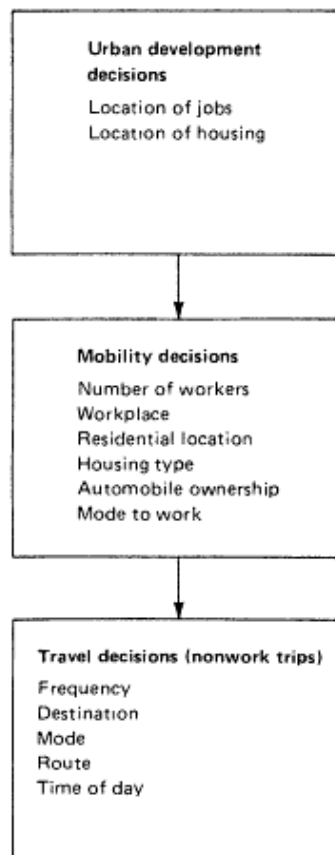 Urban development
decisions
Location of jobs
Location of housing
Mobility decisions
Number of workers
Workplace
Residential location
Housing type
Automobile ownership
Mode to work
Travel decisions (nonwork trips)
Frequency
Destination
Mode
Route
Time of day